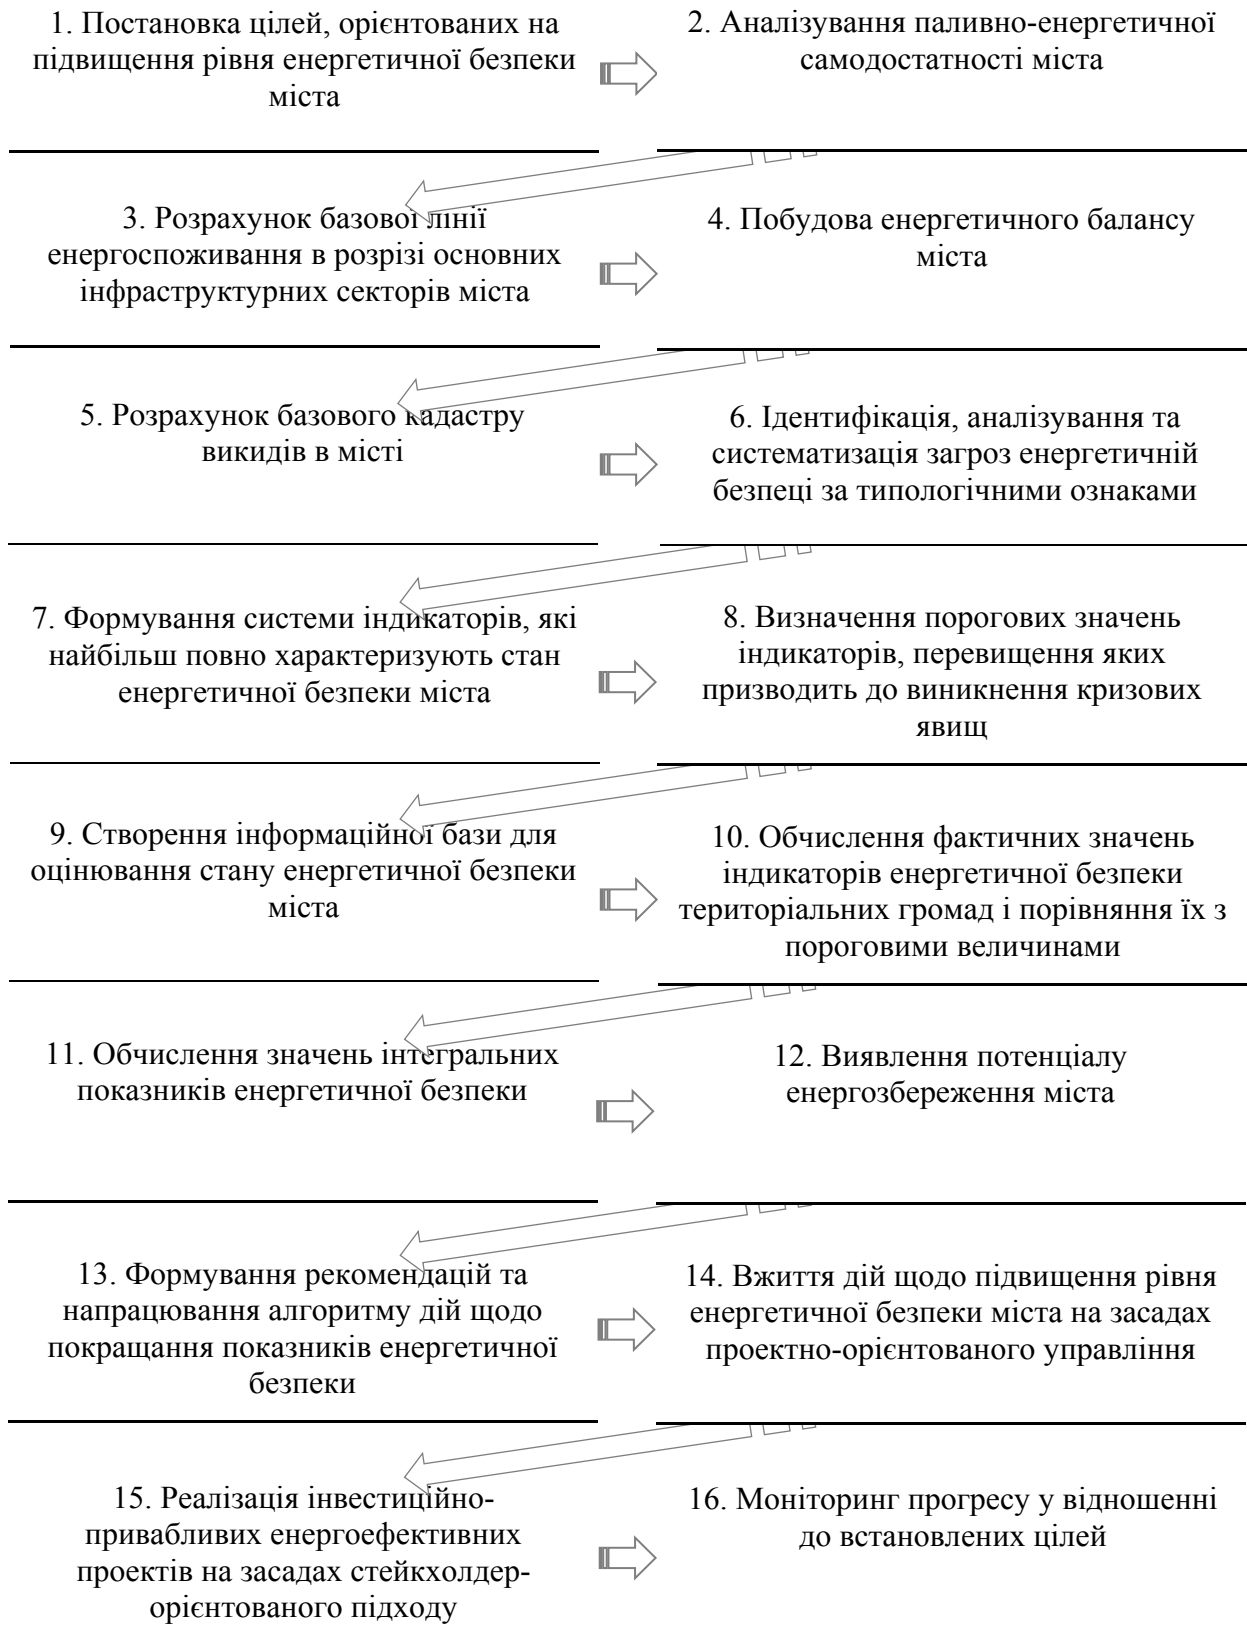 1. Постановка цілей, орієнтованих на
підвищення рівня енергетичної безпеки
міста
2. Аналізування паливно-енергетичної
самодостатності міста
3. Розрахунок базової лінії
енергоспоживання в розрізі основних
інфраструктурних секторів міста
4. Побудова енергетичного балансу
міста
5. Розрахунок базового кадастру
викидів в місті
6. Ідентифікація, аналізування та
систематизація загроз енергетичній
безпеці за типологічними ознаками
7. Формування системи індикаторів, які
найбільш повно характеризують стан
енергетичної безпеки міста
8. Визначення порогових значень
індикаторів, перевищення яких
призводить до виникнення кризових
явищ
9. Створення інформаційної бази для
оцінювання стану енергетичної безпеки
міста
10. Обчислення фактичних значень
індикаторів енергетичної безпеки
територіальних громад і порівняння їх з
пороговими величинами
11. Обчислення значень інтегральних
показників енергетичної безпеки
12. Виявлення потенціалу
енергозбереження міста
13. Формування рекомендацій та
напрацювання алгоритму дій щодо
покращання показників енергетичної
безпеки
14. Вжиття дій щодо підвищення рівня
енергетичної безпеки міста на засадах
проектно-орієнтованого управління
15. Реалізація інвестиційно-
привабливих енергоефективних
проектів на засадах стейкхолдер-
орієнтованого підходу
16. Моніторинг прогресу у відношенні
до встановлених цілей